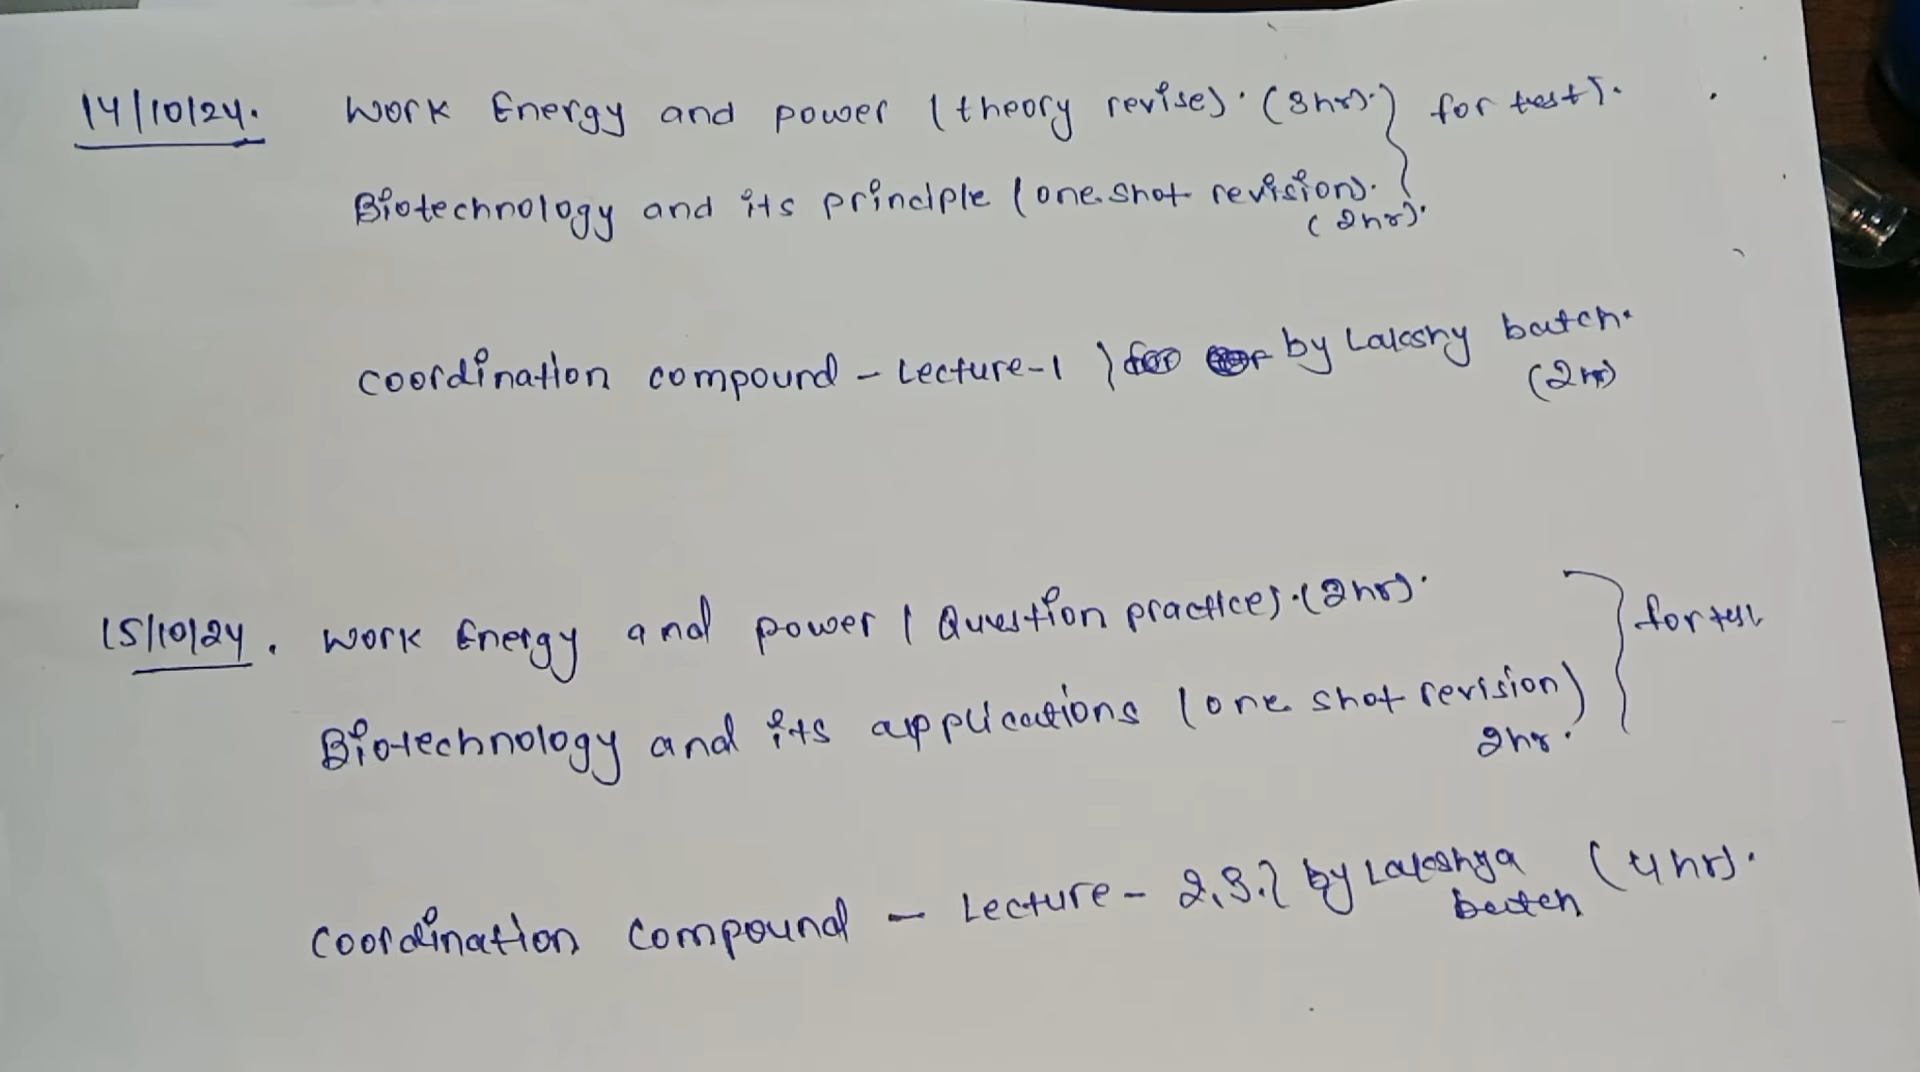 14/10/24. Work Energy and power (theory revise). (3hr).} for test).
Biotechnology and its principle (one shot revision).
(2hr).
Coordination compound - Lecture-1 ) by Lakshy batch.
(2hr)
15/10/24. Work Energy and power ( Question practice). (2hr).
} for test
Biotechnology and its applications (one shot revision)
2hr.
Coordination compound - Lecture - 2,3.} by Lakshya (4hr).
batch